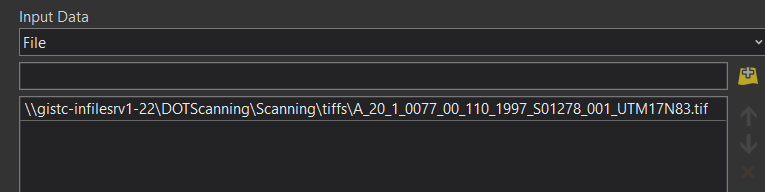 Input Data
File
\\gistc-infilesrv1-22\DOTScanning\Scanning\tiffs\A_20_1_0077_00_110_1997_S01278_001_UTM17N83.tif